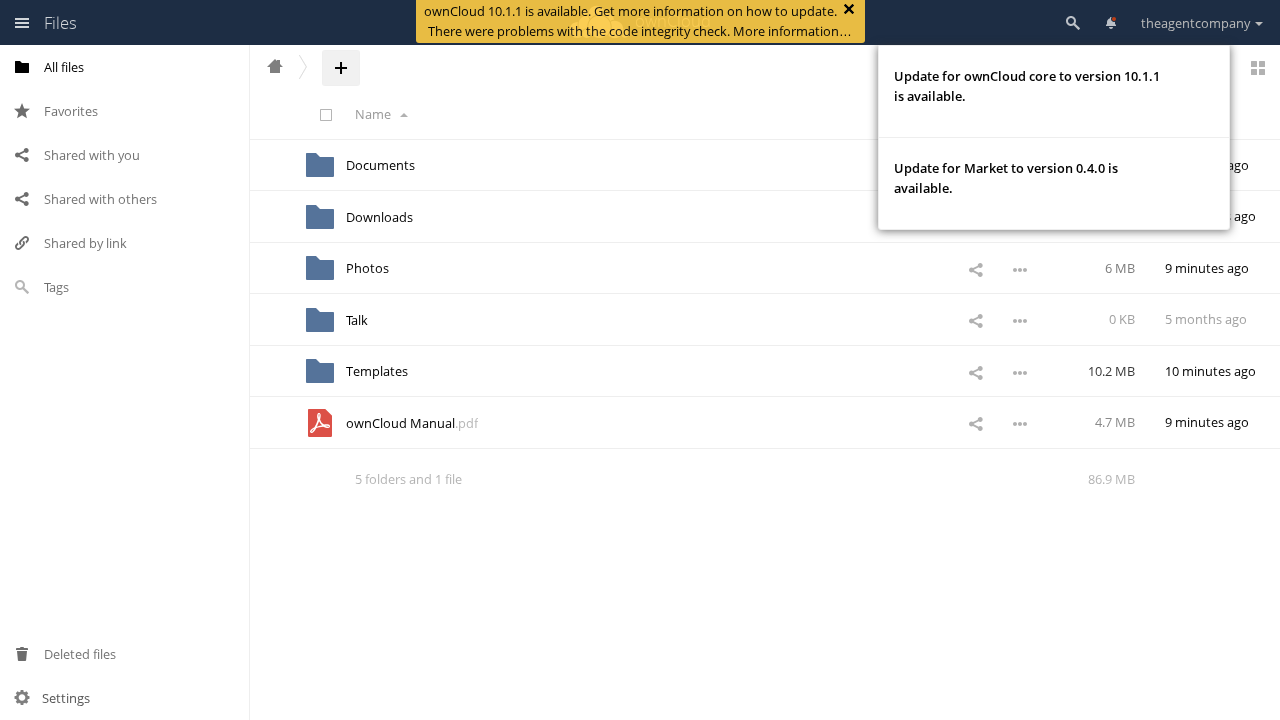 Files
ownCloud 10.1.1 is available. Get more information on how to update.
There were problems with the code integrity check. More information…
theagentcompany
All files
Favorites
Shared with you
Shared with others
Shared by link
Tags
Deleted files
Settings
Name
Update for ownCloud core to version 10.1.1
is available.
Update for Market to version 0.4.0 is
available.
Documents
ago
Downloads
ago
Photos 6 MB 9 minutes ago
Talk 0 KB 5 months ago
Templates 10.2 MB 10 minutes ago
ownCloud Manual.pdf 4.7 MB 9 minutes ago
5 folders and 1 file 86.9 MB